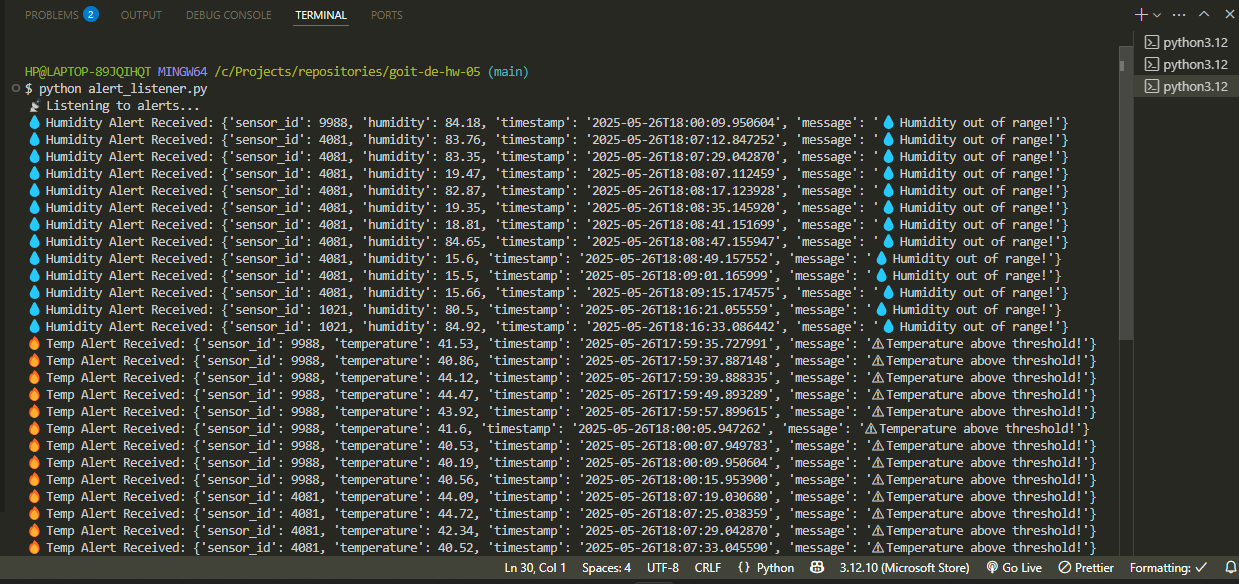 PROBLEMS 2 OUTPUT DEBUG CONSOLE TERMINAL PORTS
python3.12
python3.12
python3.12
HP@LAPTOP-89JQIHQT MINGW64 /c/Projects/repositories/goit-de-hw-05 (main)
$ python alert_listener.py
📡 Listening to alerts...
💧 Humidity Alert Received: {'sensor_id': 9988, 'humidity': 84.18, 'timestamp': '2025-05-26T18:00:09.950604', 'message': '💧 Humidity out of range!'}
💧 Humidity Alert Received: {'sensor_id': 4081, 'humidity': 83.76, 'timestamp': '2025-05-26T18:07:12.847252', 'message': '💧 Humidity out of range!'}
💧 Humidity Alert Received: {'sensor_id': 4081, 'humidity': 83.35, 'timestamp': '2025-05-26T18:07:29.042870', 'message': '💧 Humidity out of range!'}
💧 Humidity Alert Received: {'sensor_id': 4081, 'humidity': 19.47, 'timestamp': '2025-05-26T18:08:07.112459', 'message': '💧 Humidity out of range!'}
💧 Humidity Alert Received: {'sensor_id': 4081, 'humidity': 82.87, 'timestamp': '2025-05-26T18:08:17.123928', 'message': '💧 Humidity out of range!'}
💧 Humidity Alert Received: {'sensor_id': 4081, 'humidity': 19.35, 'timestamp': '2025-05-26T18:08:35.145920', 'message': '💧 Humidity out of range!'}
💧 Humidity Alert Received: {'sensor_id': 4081, 'humidity': 18.81, 'timestamp': '2025-05-26T18:08:41.151699', 'message': '💧 Humidity out of range!'}
💧 Humidity Alert Received: {'sensor_id': 4081, 'humidity': 84.65, 'timestamp': '2025-05-26T18:08:47.155947', 'message': '💧 Humidity out of range!'}
💧 Humidity Alert Received: {'sensor_id': 4081, 'humidity': 15.6, 'timestamp': '2025-05-26T18:08:49.157552', 'message': '💧 Humidity out of range!'}
💧 Humidity Alert Received: {'sensor_id': 4081, 'humidity': 15.5, 'timestamp': '2025-05-26T18:09:01.165999', 'message': '💧 Humidity out of range!'}
💧 Humidity Alert Received: {'sensor_id': 4081, 'humidity': 15.66, 'timestamp': '2025-05-26T18:09:15.174575', 'message': '💧 Humidity out of range!'}
💧 Humidity Alert Received: {'sensor_id': 1021, 'humidity': 80.5, 'timestamp': '2025-05-26T18:16:21.055559', 'message': '💧 Humidity out of range!'}
💧 Humidity Alert Received: {'sensor_id': 1021, 'humidity': 84.92, 'timestamp': '2025-05-26T18:16:33.086442', 'message': '💧 Humidity out of range!'}
🔥 Temp Alert Received: {'sensor_id': 9988, 'temperature': 41.53, 'timestamp': '2025-05-26T17:59:35.727991', 'message': '⚠Temperature above threshold!'}
🔥 Temp Alert Received: {'sensor_id': 9988, 'temperature': 40.86, 'timestamp': '2025-05-26T17:59:37.887148', 'message': '⚠Temperature above threshold!'}
🔥 Temp Alert Received: {'sensor_id': 9988, 'temperature': 44.12, 'timestamp': '2025-05-26T17:59:39.888335', 'message': '⚠Temperature above threshold!'}
🔥 Temp Alert Received: {'sensor_id': 9988, 'temperature': 44.47, 'timestamp': '2025-05-26T17:59:49.893289', 'message': '⚠Temperature above threshold!'}
🔥 Temp Alert Received: {'sensor_id': 9988, 'temperature': 43.92, 'timestamp': '2025-05-26T17:59:57.899615', 'message': '⚠Temperature above threshold!'}
🔥 Temp Alert Received: {'sensor_id': 9988, 'temperature': 41.6, 'timestamp': '2025-05-26T18:00:05.947262', 'message': '⚠Temperature above threshold!'}
🔥 Temp Alert Received: {'sensor_id': 9988, 'temperature': 40.53, 'timestamp': '2025-05-26T18:00:07.949783', 'message': '⚠Temperature above threshold!'}
🔥 Temp Alert Received: {'sensor_id': 9988, 'temperature': 40.19, 'timestamp': '2025-05-26T18:00:09.950604', 'message': '⚠Temperature above threshold!'}
🔥 Temp Alert Received: {'sensor_id': 9988, 'temperature': 40.56, 'timestamp': '2025-05-26T18:00:15.953900', 'message': '⚠Temperature above threshold!'}
🔥 Temp Alert Received: {'sensor_id': 4081, 'temperature': 44.09, 'timestamp': '2025-05-26T18:07:19.030680', 'message': '⚠Temperature above threshold!'}
🔥 Temp Alert Received: {'sensor_id': 4081, 'temperature': 44.72, 'timestamp': '2025-05-26T18:07:25.038359', 'message': '⚠Temperature above threshold!'}
🔥 Temp Alert Received: {'sensor_id': 4081, 'temperature': 42.34, 'timestamp': '2025-05-26T18:07:29.042870', 'message': '⚠Temperature above threshold!'}
🔥 Temp Alert Received: {'sensor_id': 4081, 'temperature': 40.52, 'timestamp': '2025-05-26T18:07:33.045590', 'message': '⚠Temperature above threshold!'}
Ln 30, Col 1 Spaces: 4 UTF-8 CRLF {} Python 3.12.10 (Microsoft Store) Go Live Prettier Formatting: ✓